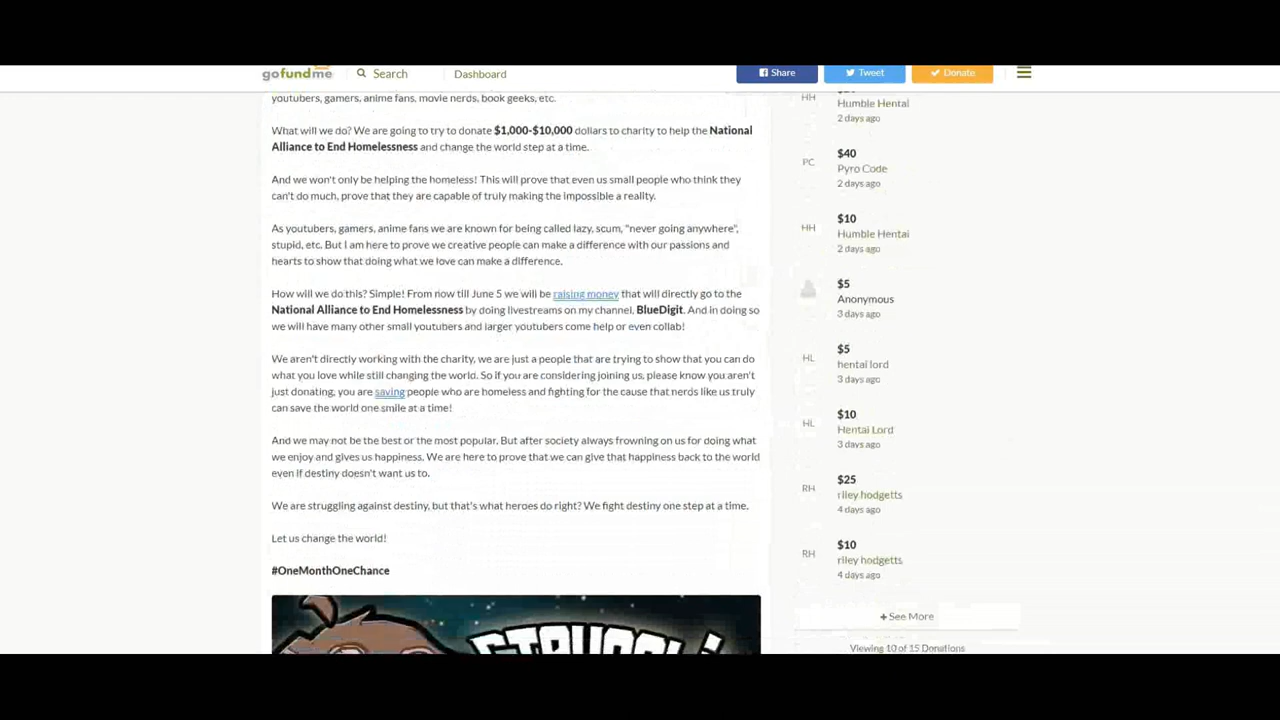 gofundme Search Dashboard Share Tweet Donate
youtubers, gamers, anime fans, movie nerds, book geeks, etc.
What will we do? We are going to try to donate $1,000-$10,000 dollars to charity to help the National
Alliance to End Homelessness and change the world step at a time.
And we won't only be helping the homeless! This will prove that even us small people who think they
can't do much, prove that they are capable of truly making the impossible a reality.
As youtubers, gamers, anime fans we are known for being called lazy, scum, "never going anywhere",
stupid, etc. But I am here to prove we creative people can make a difference with our passions and
hearts to show that doing what we love can make a difference.
How will we do this? Simple! From now till June 5 we will be raising money that will directly go to the
National Alliance to End Homelessness by doing livestreams on my channel, BlueDigit. And in doing so
we will have many other small youtubers and larger youtubers come help or even collab!
We aren't directly working with the charity, we are just a people that are trying to show that you can do
what you love while still changing the world. So if you are considering joining us, please know you aren't
just donating, you are saving people who are homeless and fighting for the cause that nerds like us truly
can save the world one smile at a time!
And we may not be the best or the most popular. But after society always frowning on us for doing what
we enjoy and gives us happiness. We are here to prove that we can give that happiness back to the world
even if destiny doesn't want us to.
We are struggling against destiny, but that's what heroes do right? We fight destiny one step at a time.
Let us change the world!
#OneMonthOneChance
HH
Humble Hentai
2 days ago
$40
PC
Pyro Code
2 days ago
$10
HH
Humble Hentai
2 days ago
$5
Anonymous
3 days ago
$5
HL
hentai lord
3 days ago
$10
HL
Hentai Lord
3 days ago
$25
RH
riley hodgetts
4 days ago
$10
RH
riley hodgetts
4 days ago
+ See More
Viewing 10 of 15 Donations